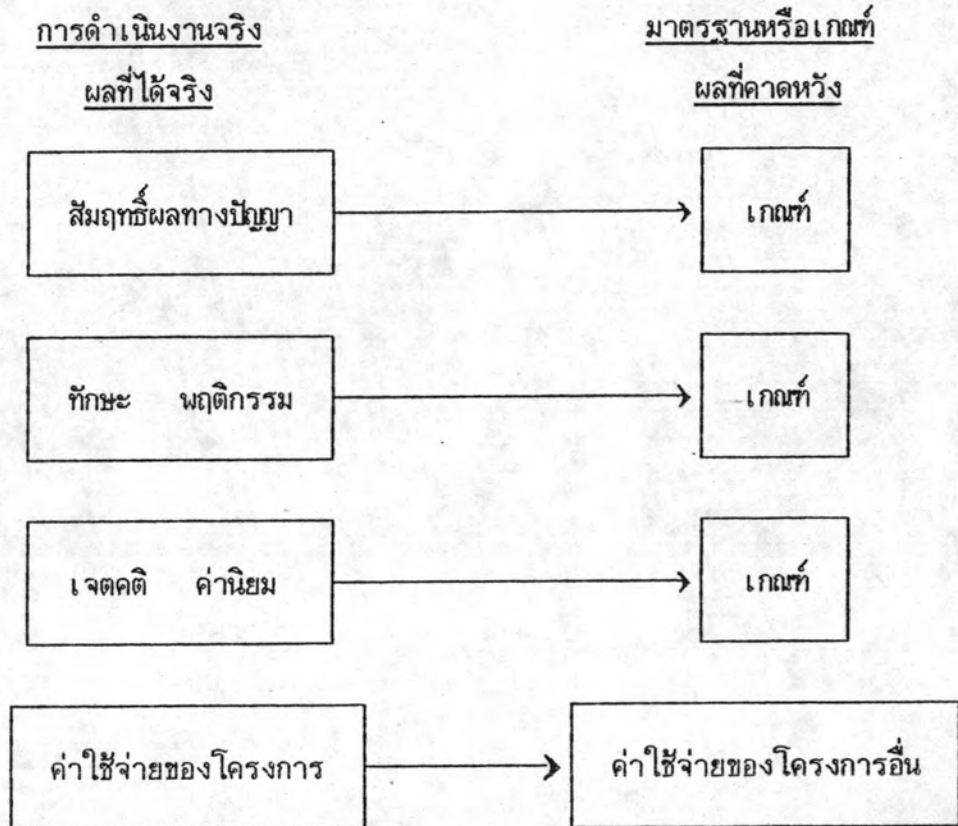 การดำเนินงานจริง
ผลที่ได้จริง
มาตรฐานหรือเกณฑ์
ผลที่คาดหวัง
สัมฤทธิ์ผลทางปัญญา
เกณฑ์
ทักษะ พฤติกรรม
เกณฑ์
เจตคติ ค่านิยม
เกณฑ์
ค่าใช้จ่ายของโครงการ
ค่าใช้จ่ายของโครงการอื่น